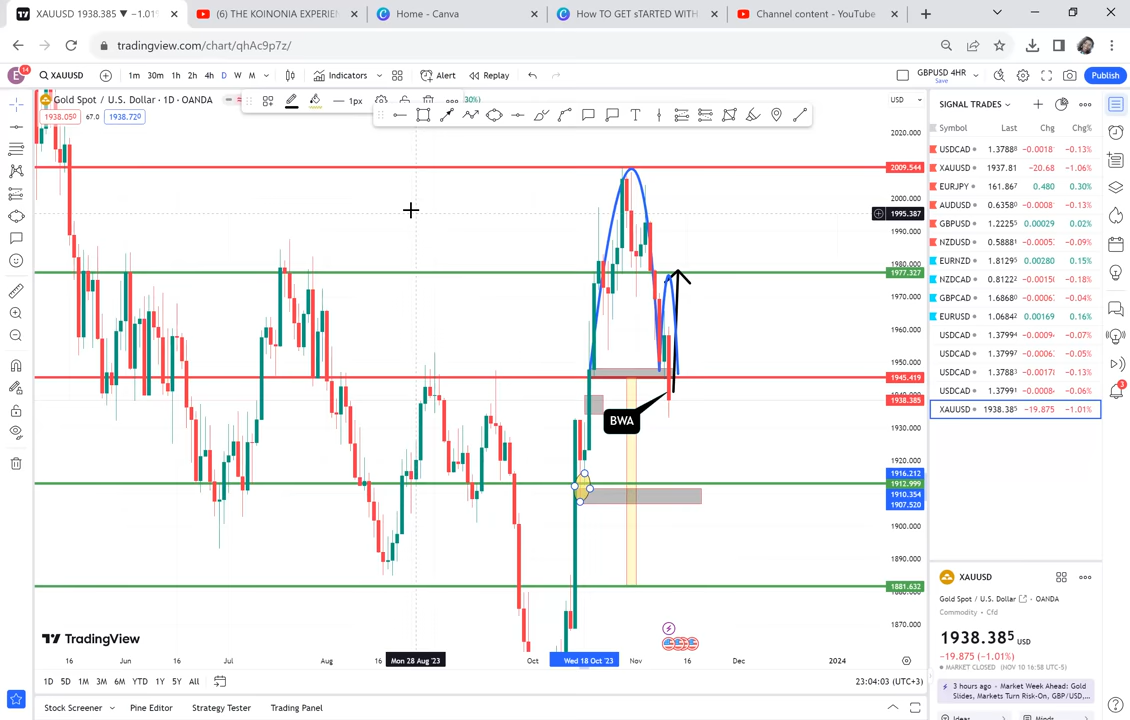 XAUUSD 1938.385 ▼ −1.01%
(6) THE KOINONIA EXPERIEN
Home - Canva
How TO GET sTARTED WITH
Channel content - YouTube
tradingview.com/chart/qhAc9p7z/
E 14 XAUUSD 1m 30m 1h 2h 4h D W M Indicators Alert Replay GBPUSD 4HR Save Publish
Gold Spot / U.S. Dollar · 1D · OANDA 1px 30%)
1938.050 67.0 1938.720
USD
2020.000
2009.544
2000.000
1995.387
1990.000
1980.000
1977.327
1970.000
1960.000
1950.000
1945.419
1938.385
1930.000
BWA
1920.000
1916.212
1912.999
1910.354
1907.520
1900.000
1890.000
1881.632
1880.000
1870.000
TradingView
16 Jun 16 Jul Aug 16 Mon 28 Aug '23 Oct Wed 18 Oct '23 Nov 16 Dec 2024
1D 5D 1M 3M 6M YTD 1Y 5Y All
23:04:03 (UTC+3)
Stock Screener Pine Editor Strategy Tester Trading Panel
SIGNAL TRADES
Symbol Last Chg Chg%
USDCAD 1.3788 −0.0018 −0.13%
XAUUSD 1937.81 −20.68 −1.06%
EURJPY 161.867 0.480 0.30%
AUDUSD 0.6358 −0.0008 −0.13%
GBPUSD 1.2225 0.00029 0.02%
NZDUSD 0.5888 −0.0005 −0.09%
EURNZD 1.8129 0.00280 0.15%
NZDCAD 0.8122 −0.0015 −0.18%
GBPCAD 1.6868 −0.0006 −0.04%
EURUSD 1.0684 0.00169 0.16%
USDCAD 1.3799 −0.0009 −0.07%
USDCAD 1.3799 −0.0006 −0.05%
USDCAD 1.3788 −0.0017 −0.13%
USDCAD 1.3799 −0.0008 −0.06%
XAUUSD 1938.385 −19.875 −1.01%
3
XAUUSD
Gold Spot / U.S. Dollar OANDA
Commodity Cfd
1938.385 USD
−19.875 (−1.01%)
MARKET CLOSED (NOV 10 16:58 UTC-5)
3 hours ago Market Week Ahead: Gold
Slides, Markets Turn Risk-On, GBP/USD,
Ideas Minds